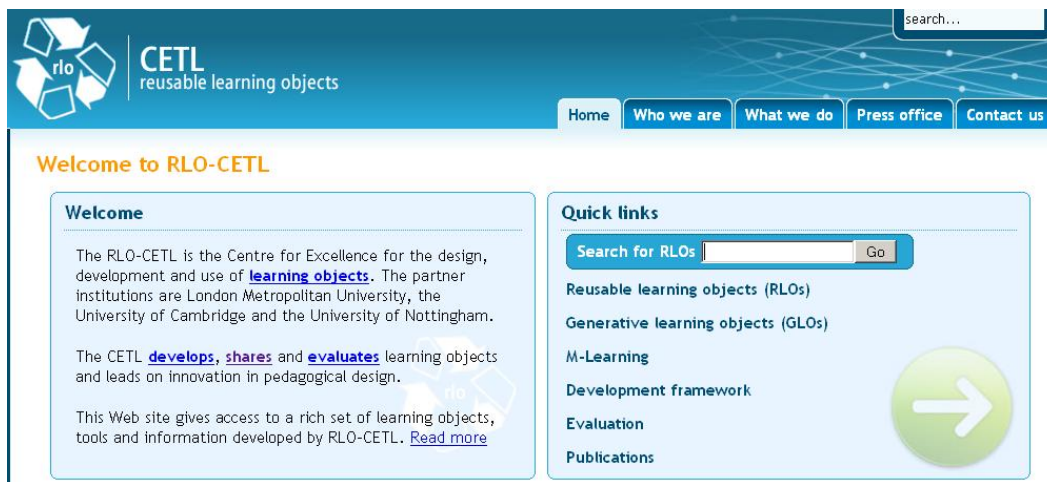 search...
rlo
CETL
reusable learning objects
Home Who we are What we do Press office Contact us
Welcome to RLO-CETL
Welcome
The RLO-CETL is the Centre for Excellence for the design,
development and use of learning objects. The partner
institutions are London Metropolitan University, the
University of Cambridge and the University of Nottingham.
The CETL develops, shares and evaluates learning objects
and leads on innovation in pedagogical design.
This Web site gives access to a rich set of learning objects,
tools and information developed by RLO-CETL. Read more
rlo
Quick links
Search for RLOs Go
Reusable learning objects (RLOs)
Generative learning objects (GLOs)
M-Learning
Development framework
Evaluation
Publications